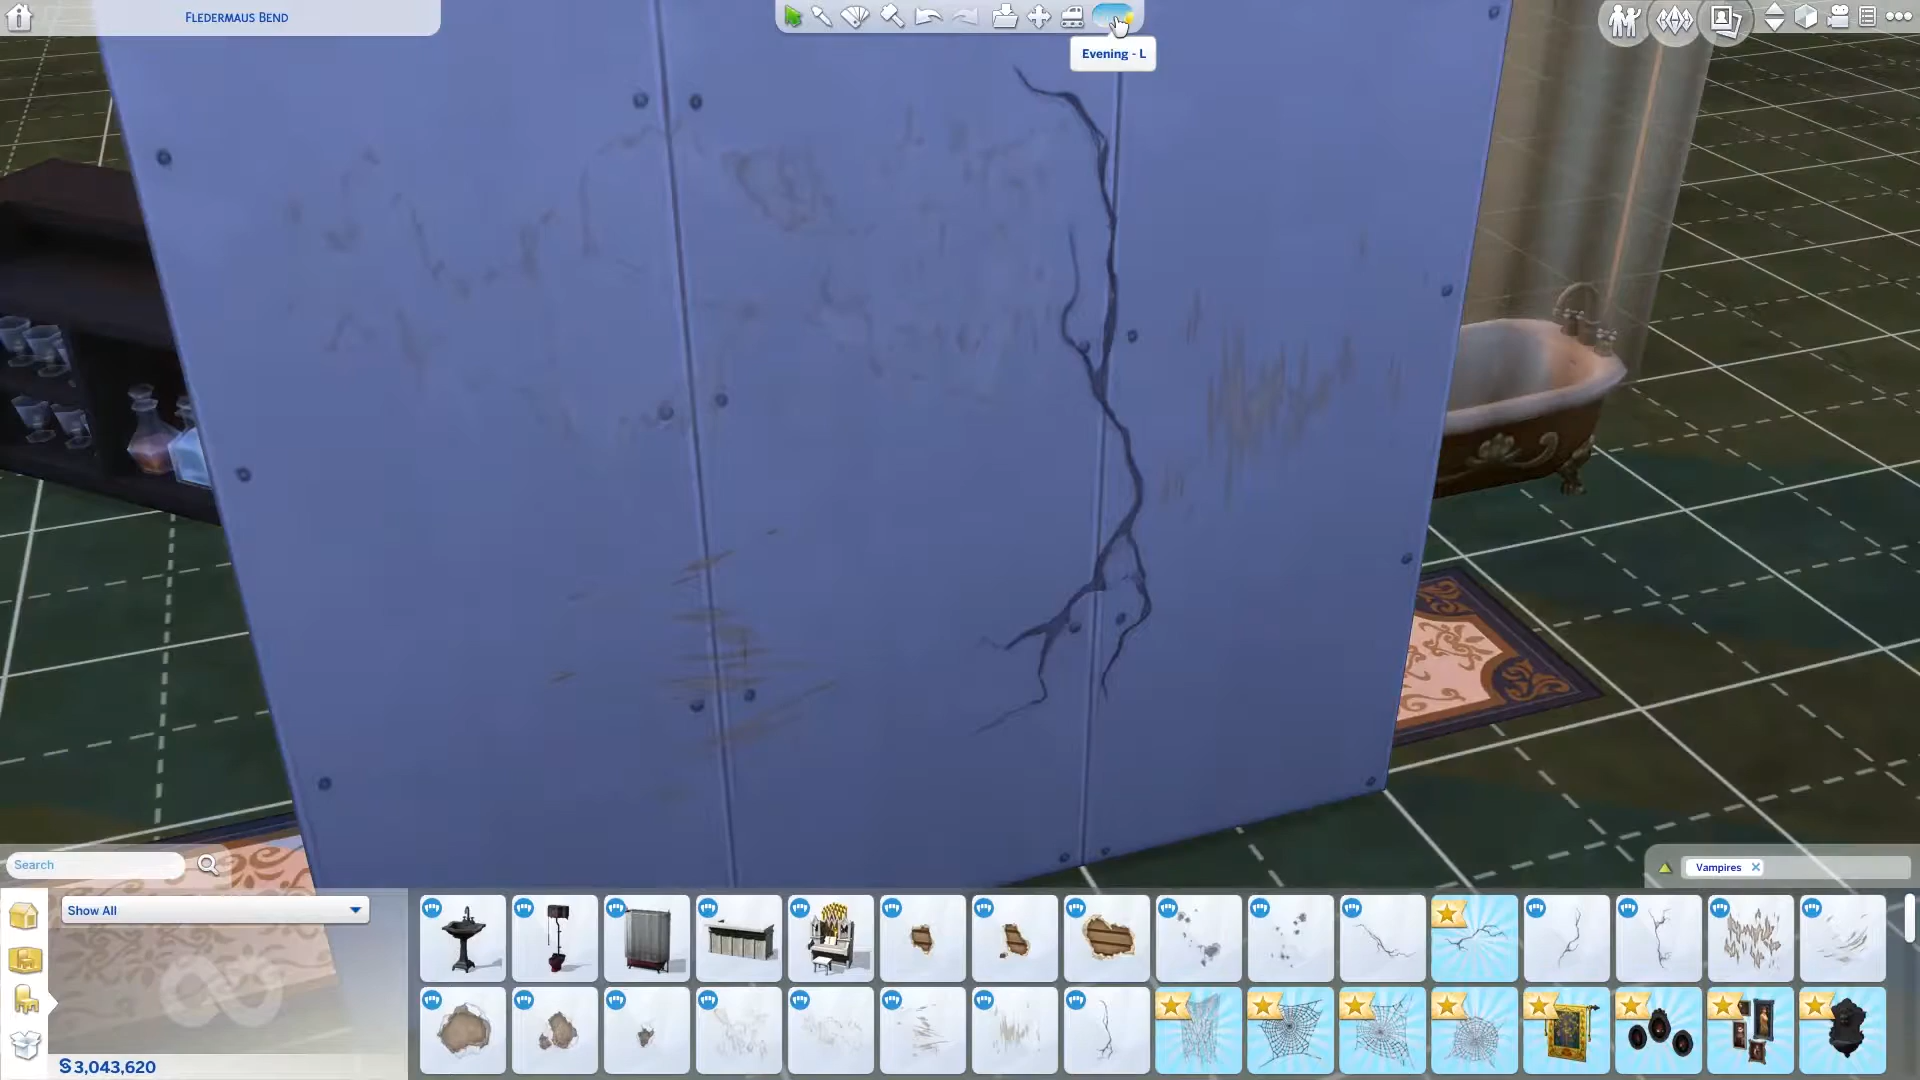 Fledermaus Bend
Evening - L
Search
Vampires
Show All
§3,043,620